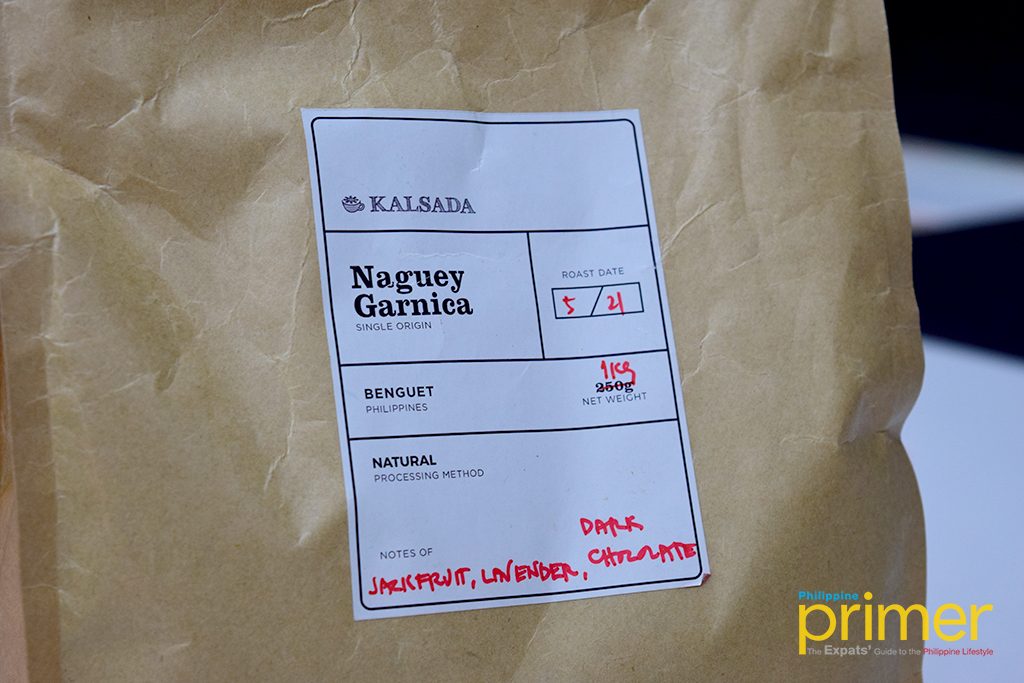 KALSADA
Naguey
Garnica
SINGLE ORIGIN
ROAST DATE
5 / 21
BENGUET
PHILIPPINES
1KG
250g
NET WEIGHT
NATURAL
PROCESSING METHOD
NOTES OF
JACKFRUIT, LAVENDER, DARK
CHOCOLATE
Philippine
primer
The Expats' Guide to the Philippine Lifestyle